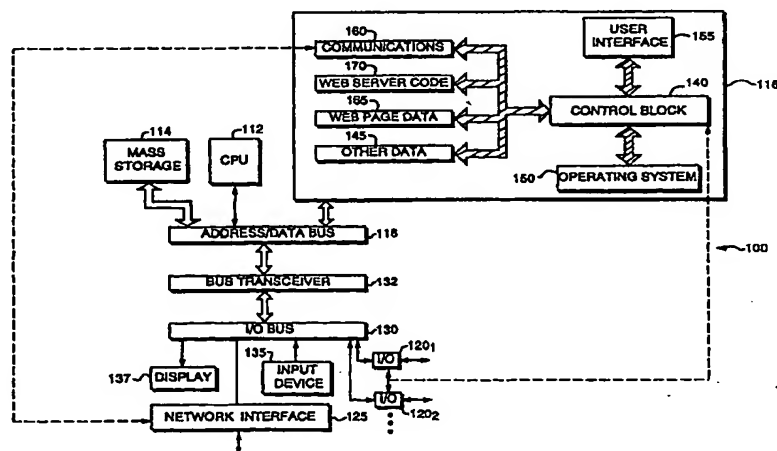 160
COMMUNICATIONS
170
WEB SERVER CODE
165
WEB PAGE DATA
145
OTHER DATA
USER
INTERFACE
155
140
CONTROL BLOCK
116
150
OPERATING SYSTEM
114
MASS
STORAGE
112
CPU
ADDRESS/DATA BUS
118
BUS TRANSCEIVER
132
I/O BUS
130
100
137
DISPLAY
135
INPUT
DEVICE
I/O
120₁
I/O
120₂
NETWORK INTERFACE
125